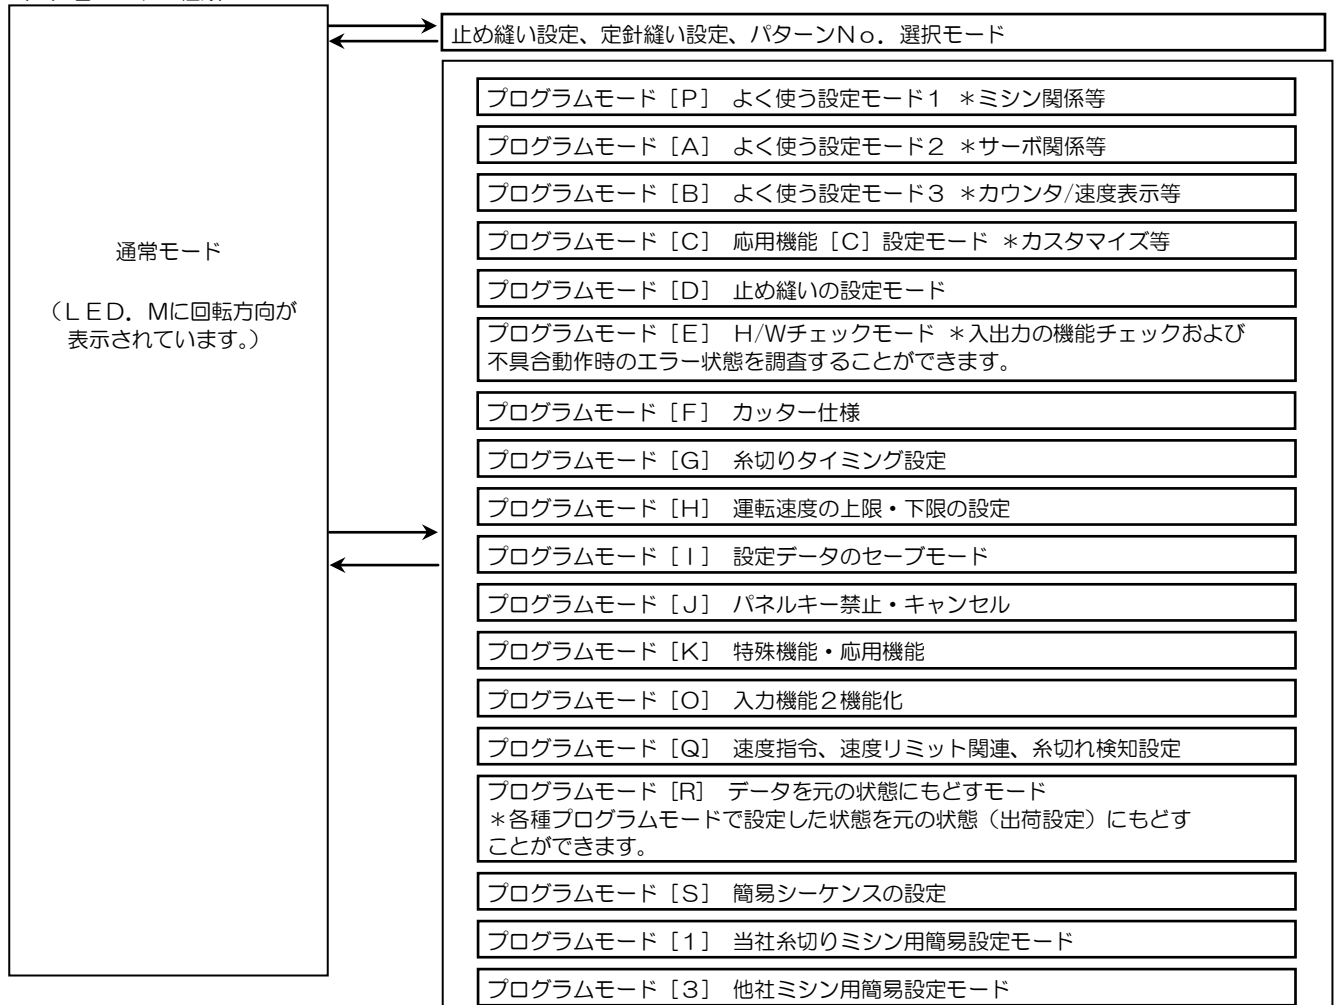 止め縫い設定、定針縫い設定、パターンNo．選択モード
プログラムモード［P］ よく使う設定モード1 ＊ミシン関係等
プログラムモード［A］ よく使う設定モード2 ＊サーボ関係等
プログラムモード［B］ よく使う設定モード3 ＊カウンタ/速度表示等
プログラムモード［C］ 応用機能［C］設定モード ＊カスタマイズ等
通常モード
（LED．Mに回転方向が
表示されています。）
プログラムモード［D］ 止め縫いの設定モード
プログラムモード［E］ H/Wチェックモード ＊入出力の機能チェックおよび
不具合動作時のエラー状態を調査することができます。
プログラムモード［F］ カッター仕様
プログラムモード［G］ 糸切りタイミング設定
プログラムモード［H］ 運転速度の上限・下限の設定
プログラムモード［I］ 設定データのセーブモード
プログラムモード［J］ パネルキー禁止・キャンセル
プログラムモード［K］ 特殊機能・応用機能
プログラムモード［O］ 入力機能2機能化
プログラムモード［Q］ 速度指令、速度リミット関連、糸切れ検知設定
プログラムモード［R］ データを元の状態にもどすモード
＊各種プログラムモードで設定した状態を元の状態（出荷設定）にもどす
ことができます。
プログラムモード［S］ 簡易シーケンスの設定
プログラムモード［1］ 当社糸切りミシン用簡易設定モード
プログラムモード［3］ 他社ミシン用簡易設定モード